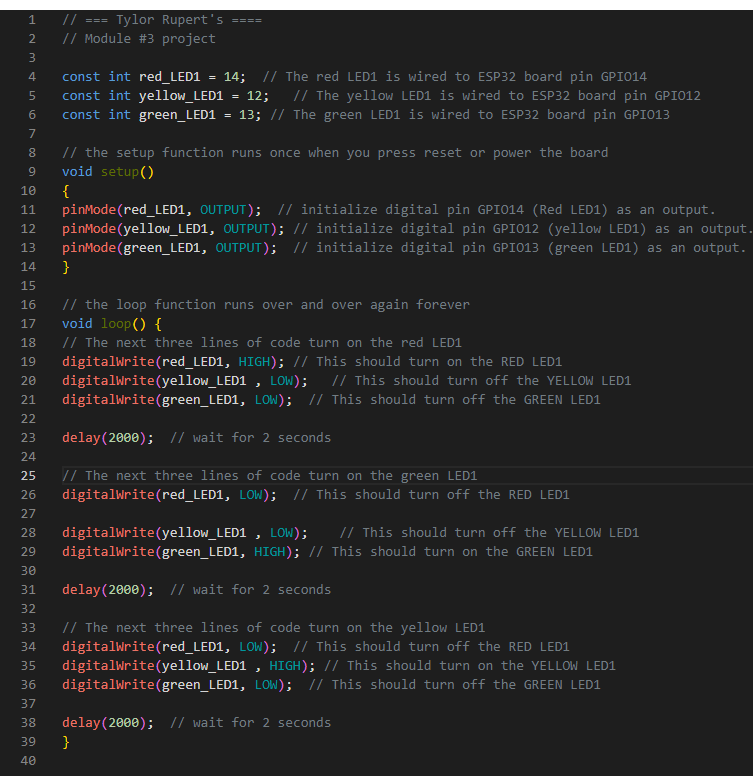 1 // === Tylor Rupert's ====
2 // Module #3 project
3
4 const int red_LED1 = 14;  // The red LED1 is wired to ESP32 board pin GPIO14
5 const int yellow_LED1 = 12;   // The yellow LED1 is wired to ESP32 board pin GPIO12
6 const int green_LED1 = 13; // The green LED1 is wired to ESP32 board pin GPIO13
7
8 // the setup function runs once when you press reset or power the board
9 void setup()
10 {
11 pinMode(red_LED1, OUTPUT);  // initialize digital pin GPIO14 (Red LED1) as an output.
12 pinMode(yellow_LED1, OUTPUT); // initialize digital pin GPIO12 (yellow LED1) as an output.
13 pinMode(green_LED1, OUTPUT);  // initialize digital pin GPIO13 (green LED1) as an output.
14 }
15
16 // the loop function runs over and over again forever
17 void loop() {
18 // The next three lines of code turn on the red LED1
19 digitalWrite(red_LED1, HIGH); // This should turn on the RED LED1
20 digitalWrite(yellow_LED1 , LOW);   // This should turn off the YELLOW LED1
21 digitalWrite(green_LED1, LOW);  // This should turn off the GREEN LED1
22
23 delay(2000);  // wait for 2 seconds
24
25 // The next three lines of code turn on the green LED1
26 digitalWrite(red_LED1, LOW);  // This should turn off the RED LED1
27
28 digitalWrite(yellow_LED1 , LOW);    // This should turn off the YELLOW LED1
29 digitalWrite(green_LED1, HIGH); // This should turn on the GREEN LED1
30
31 delay(2000);  // wait for 2 seconds
32
33 // The next three lines of code turn on the yellow LED1
34 digitalWrite(red_LED1, LOW);  // This should turn off the RED LED1
35 digitalWrite(yellow_LED1 , HIGH); // This should turn on the YELLOW LED1
36 digitalWrite(green_LED1, LOW);  // This should turn off the GREEN LED1
37
38 delay(2000);  // wait for 2 seconds
39 }
40